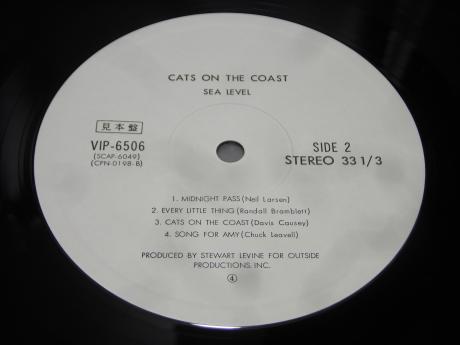 CATS ON THE COAST
SEA LEVEL
見本盤
VIP-6506
(SCAP-6049)
(CPN-0198-B)
SIDE 2
STEREO 33 1/3
1. MIDNIGHT PASS (Neil Larsen)
2. EVERY LITTLE THING (Randall Bramblett)
3. CATS ON THE COAST (Davis Causey)
4. SONG FOR AMY (Chuck Leavell)
PRODUCED BY STEWART LEVINE FOR OUTSIDE
PRODUCTIONS. INC.
④